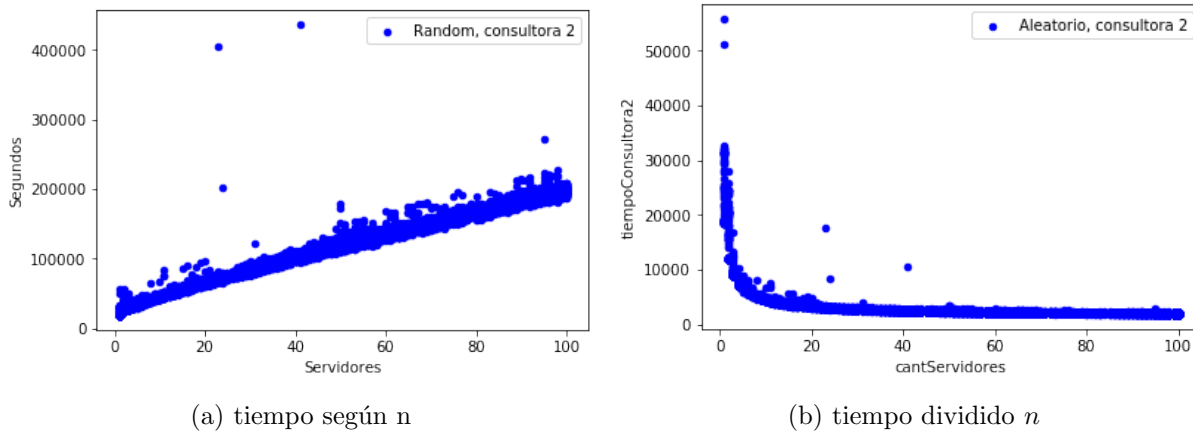 Random, consultora 2
400000
300000
200000
100000
0
Segundos
0 20 40 60 80 100
Servidores
(a) tiempo según n
Aleatorio, consultora 2
50000
40000
30000
20000
10000
0
tiempoConsultora2
0 20 40 60 80 100
cantServidores
(b) tiempo dividido n